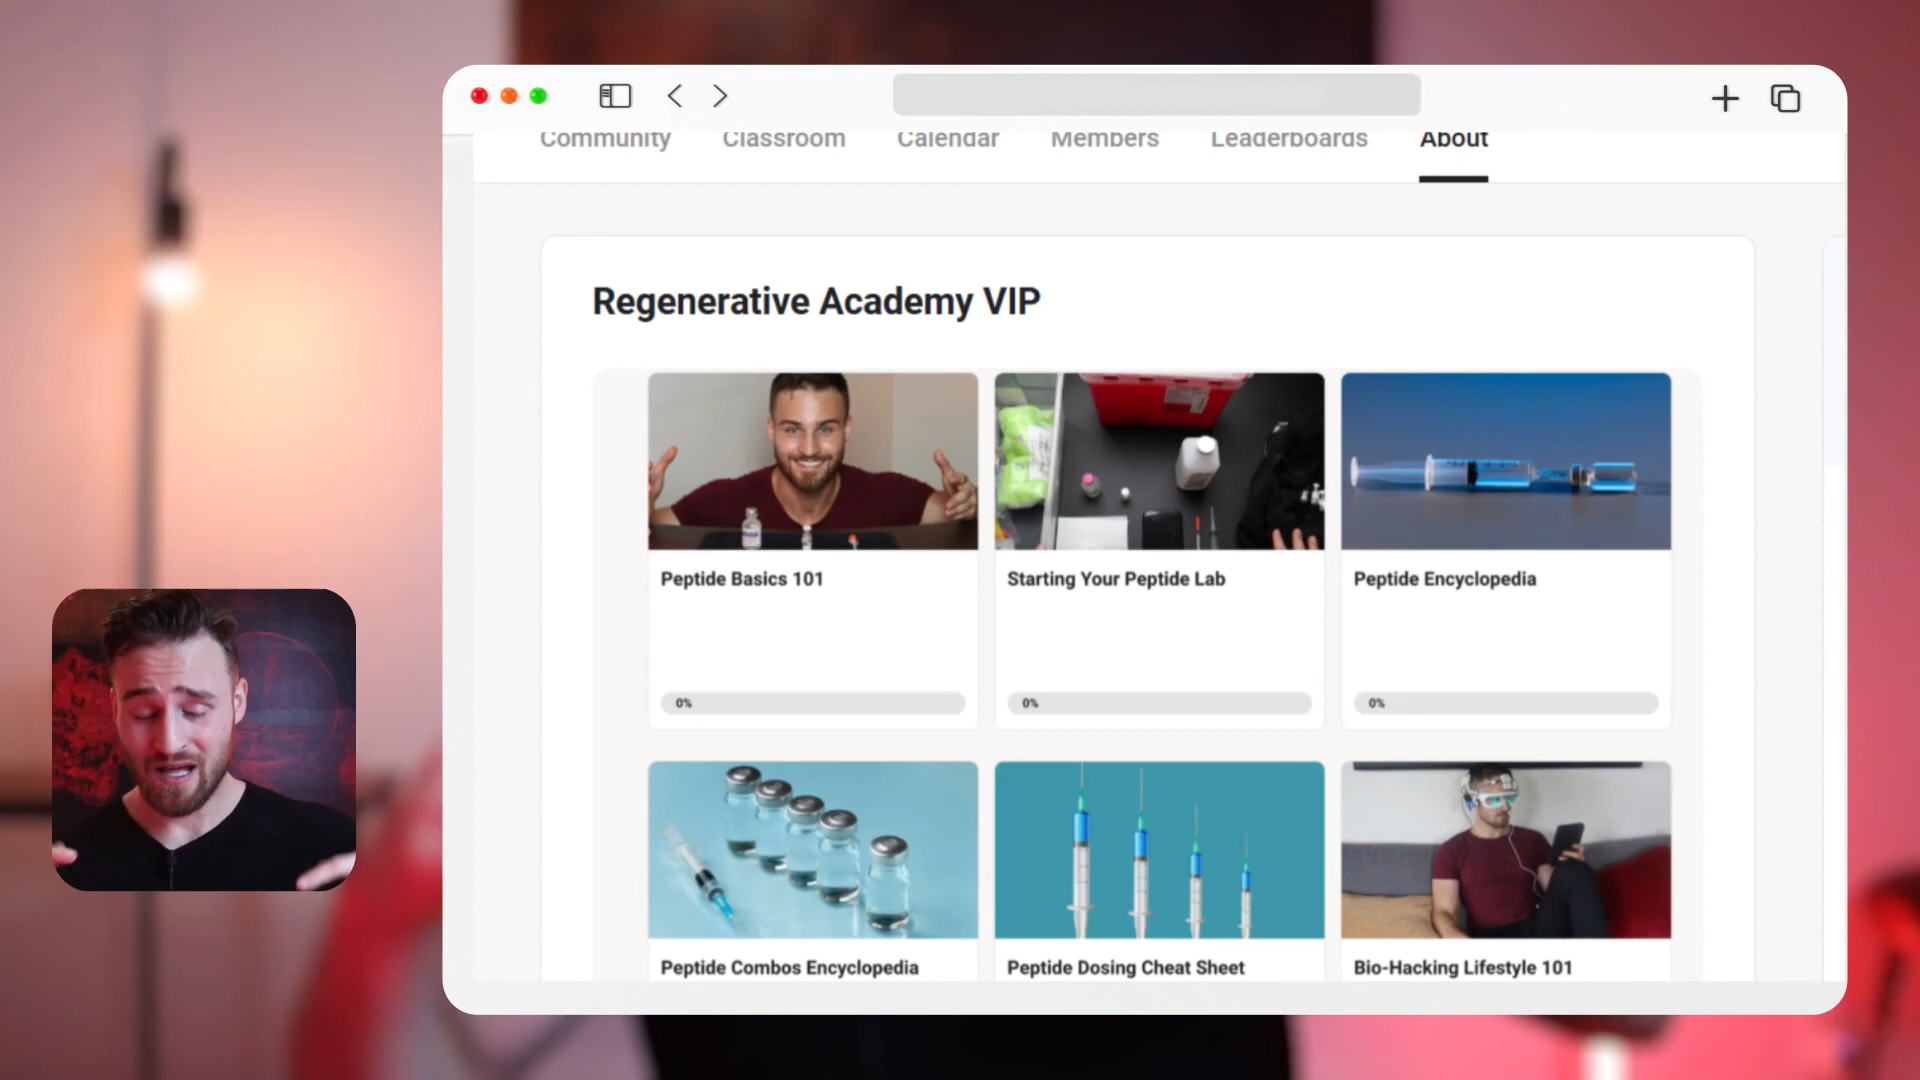 Community Classroom Calendar Members Leaderboards About
Regenerative Academy VIP
Peptide Basics 101
Starting Your Peptide Lab
Peptide Encyclopedia
0%
0%
0%
Peptide Combos Encyclopedia
Peptide Dosing Cheat Sheet
Bio-Hacking Lifestyle 101